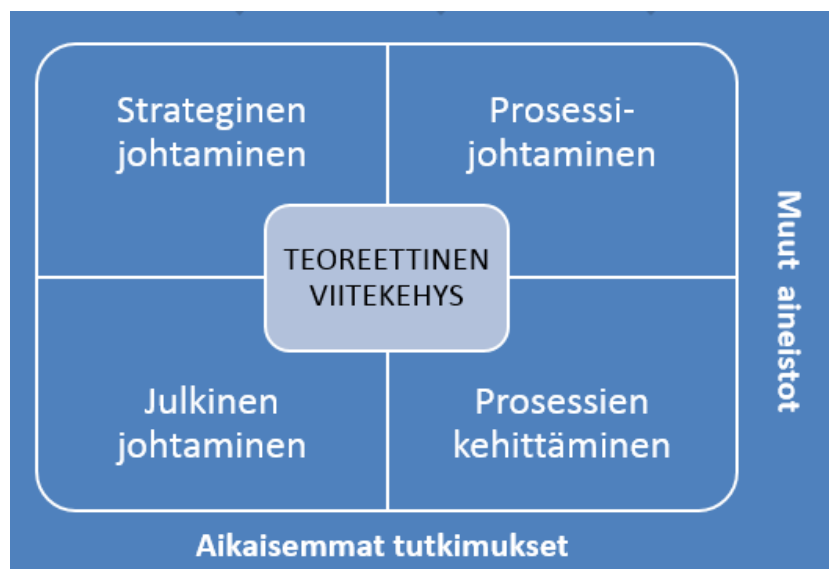 Strateginen
johtaminen
Prosessi-
johtaminen
TEOREETTINEN
VIITEKEHYS
Julkinen
johtaminen
Prosessien
kehittäminen
Muut aineistot
Aikaisemmat tutkimukset